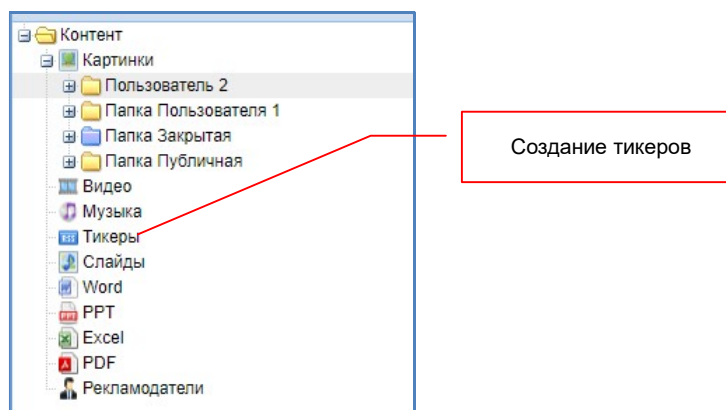 Контент
Картинки
Пользователь 2
Папка Пользователя 1
Папка Закрытая
Папка Публичная
Видео
Музыка
RSS Тикеры
Слайды
Word
PPT
Excel
PDF
Рекламодатели
Создание тикеров